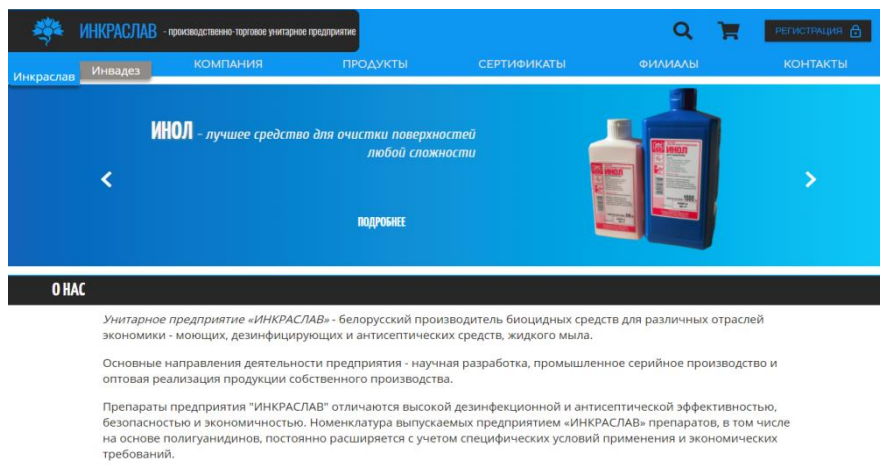 ИНКРАСЛАВ - производственно-торговое унитарное предприятие
РЕГИСТРАЦИЯ
Инкраслав Инвадез КОМПАНИЯ ПРОДУКТЫ СЕРТИФИКАТЫ ФИЛИАЛЫ КОНТАКТЫ
ИНОЛ - лучшее средство для очистки поверхностей
любой сложности
ИНОЛ
ИНОЛ
1000
ПОДРОБНЕЕ
О НАС
Унитарное предприятие «ИНКРАСЛАВ» - белорусский производитель биоцидных средств для различных отраслей
экономики - моющих, дезинфицирующих и антисептических средств, жидкого мыла.
Основные направления деятельности предприятия - научная разработка, промышленное серийное производство и
оптовая реализация продукции собственного производства.
Препараты предприятия "ИНКРАСЛАВ" отличаются высокой дезинфекционной и антисептической эффективностью,
безопасностью и экономичностью. Номенклатура выпускаемых предприятием «ИНКРАСЛАВ» препаратов, в том числе
на основе полигуанидинов, постоянно расширяется с учетом специфических условий применения и экономических
требований.